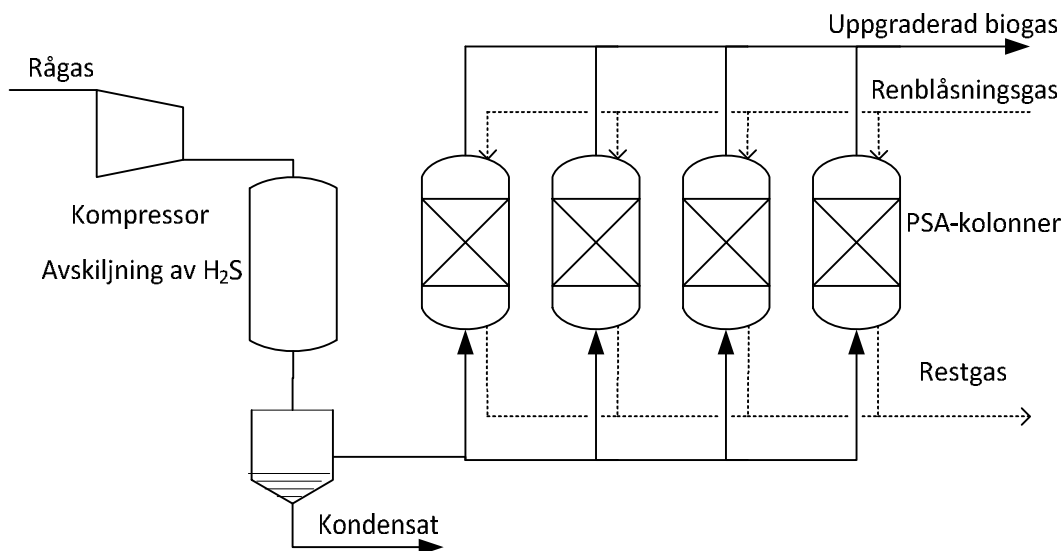 Uppgraderad biogas
Rågas
Renblåsningsgas
Kompressor
PSA-kolonner
Avskiljning av H₂S
Restgas
Kondensat